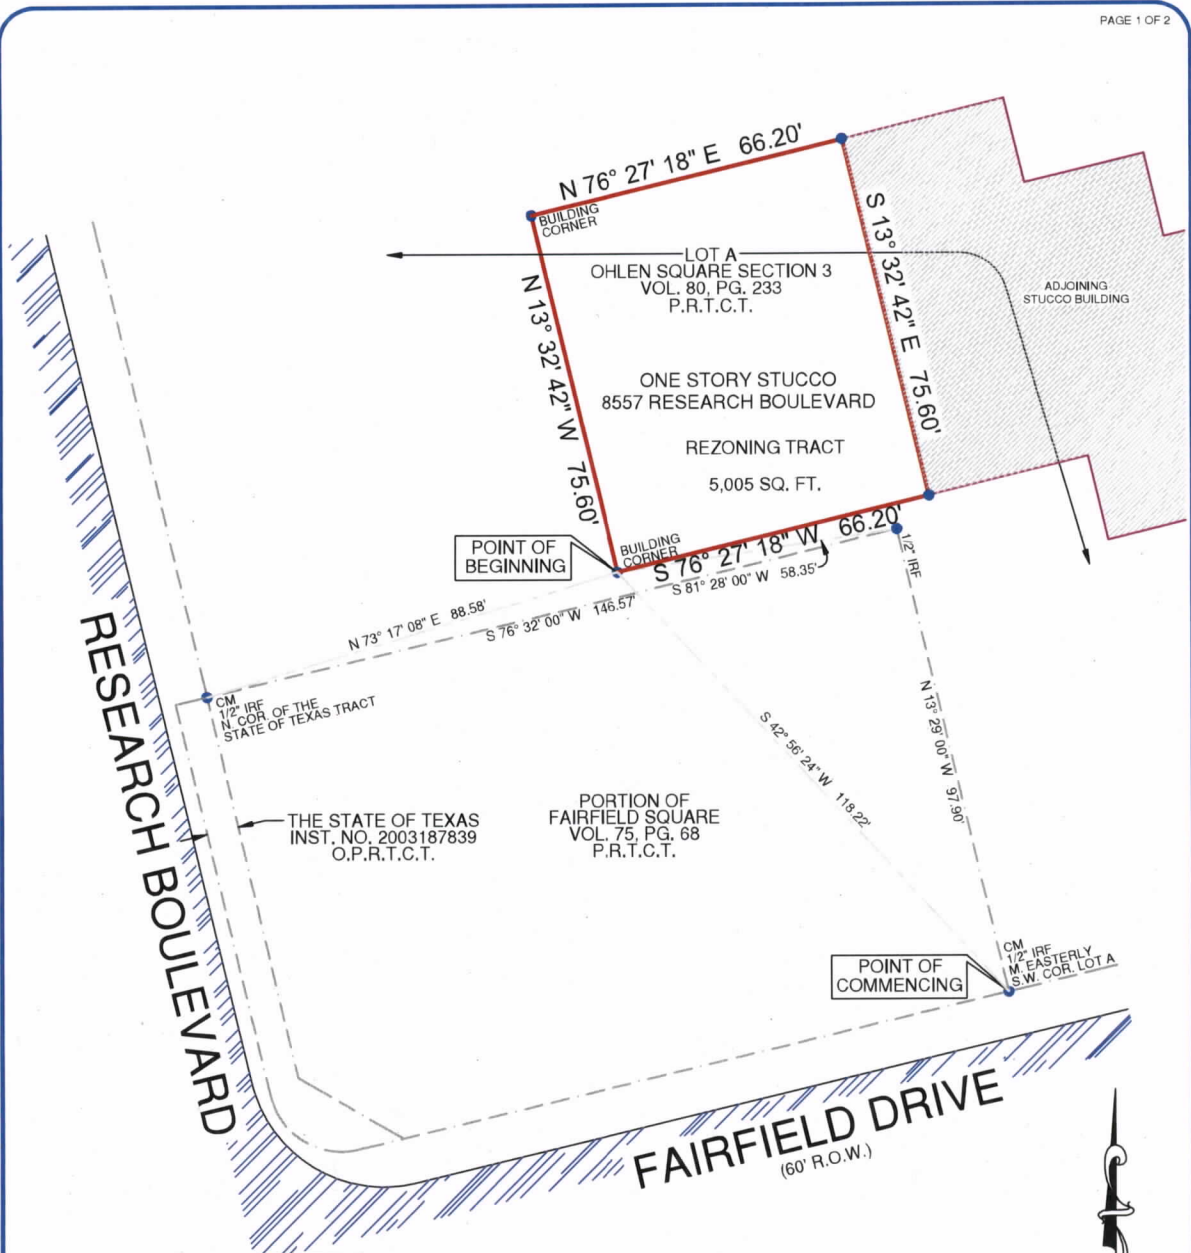 PAGE 1 OF 2
N 76° 27' 18" E 66.20'
BUILDING
CORNER
S 13° 32' 42" E 75.60'
LOT A
OHLEN SQUARE SECTION 3
VOL. 80, PG. 233
P.R.T.C.T.
ADJOINING
STUCCO BUILDING
N 13° 32' 42" W 75.60'
ONE STORY STUCCO
8557 RESEARCH BOULEVARD
REZONING TRACT
5,005 SQ. FT.
POINT OF
BEGINNING
BUILDING
CORNER
S 76° 27' 18" W 66.20'
1/2" IRF
S 81° 28' 00" W 58.35'
N 73° 17' 08" E 88.58'
S 76° 32' 00" W 146.57'
CM
1/2" IRF
N. COR. OF THE
STATE OF TEXAS TRACT
RESEARCH BOULEVARD
S 42° 56' 24" W 118.22'
N 13° 29' 00" W 97.90'
THE STATE OF TEXAS
INST. NO. 2003187839
O.P.R.T.C.T.
PORTION OF
FAIRFIELD SQUARE
VOL. 75, PG. 68
P.R.T.C.T.
POINT OF
COMMENCING
CM
1/2" IRF
M. EASTERLY
S.W. COR. LOT A
FAIRFIELD DRIVE
(60' R.O.W.)